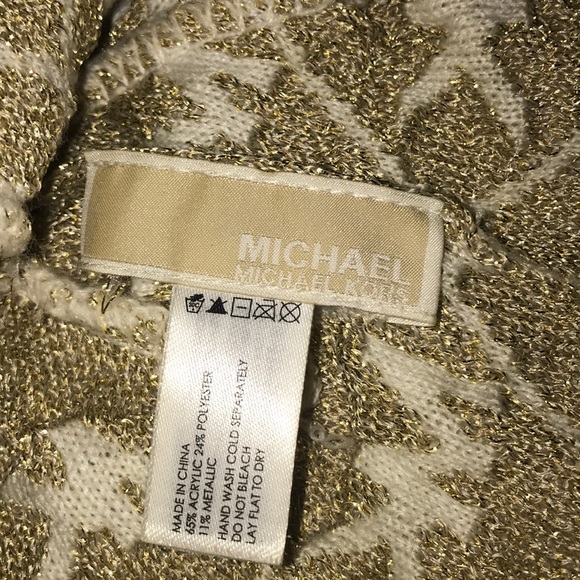 MICHAEL
MICHAEL KORS
MADE IN CHINA
65% ACRYLIC 24% POLYESTER
11% METALLIC
HAND WASH COLD SEPARATELY
DO NOT BLEACH
LAY FLAT TO DRY